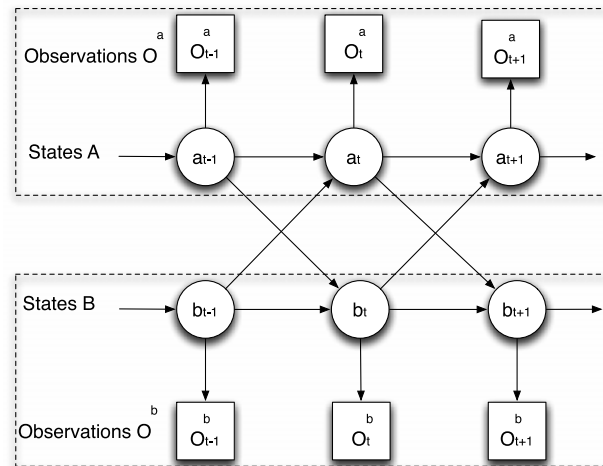 Observations O^a
O^a_t-1
O^a_t
O^a_t+1
States A
a_t-1
a_t
a_t+1
States B
b_t-1
b_t
b_t+1
Observations O^b
O^b_t-1
O^b_t
O^b_t+1